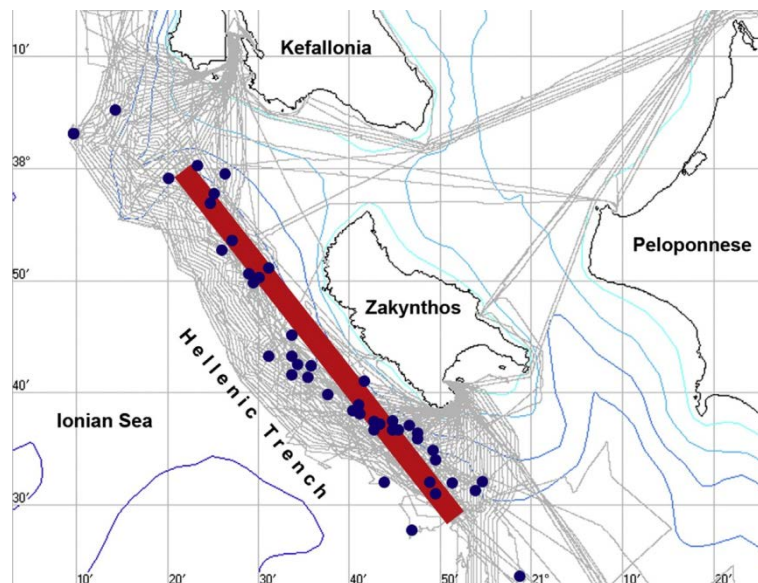 10′
Kefallonia
38°
Peloponnese
50′
Zakynthos
Hellenic Trench
40′
Ionian Sea
30′
10′
20′
30′
40′
50′
21°
10′
20′